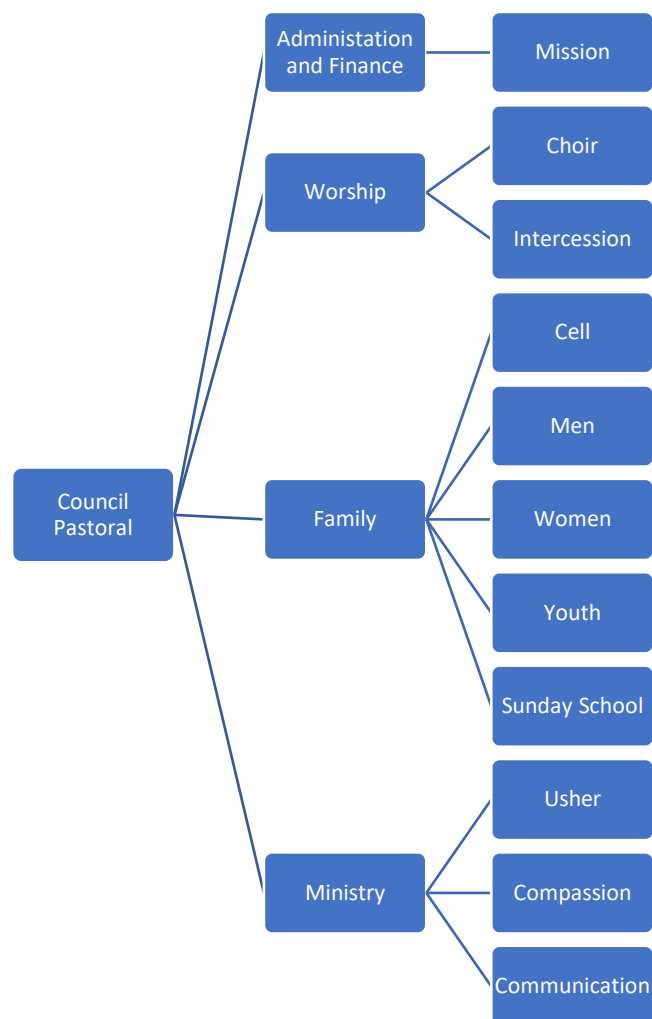 Administation
and Finance
Mission
Choir
Worship
Intercession
Cell
Men
Council
Pastoral
Family
Women
Youth
Sunday School
Usher
Ministry
Compassion
Communication